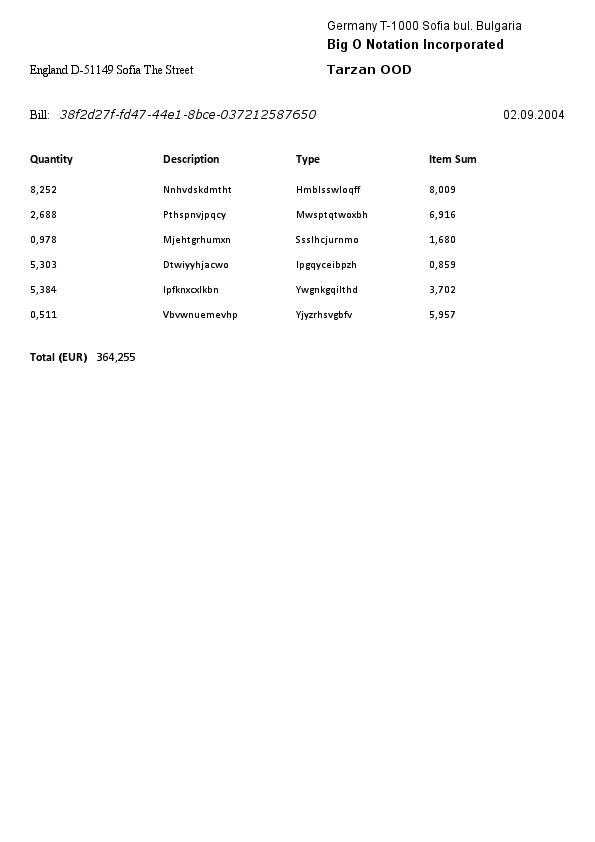 Germany T-1000 Sofia bul. Bulgaria
Big O Notation Incorporated
England D-51149 Sofia The Street Tarzan OOD
Bill: 38f2d27f-fd47-44e1-8bce-037212587650 02.09.2004
Quantity Description Type Item Sum
8,252 Nnhvdskdmtht Hmblsswloqff 8,009
2,688 Pthspnvjpqcy Mwsptqtwoxbh 6,916
0,978 Mjehtgrhumxn Ssslhcjurnmo 1,680
5,303 Dtwiyyhjacwo Ipgqyceibpzh 0,859
5,384 Ipfknxcxlkbn Ywgnkgqilthd 3,702
0,511 Vbvwnuemevhp Yjyzrhsvgbfv 5,957
Total (EUR) 364,255